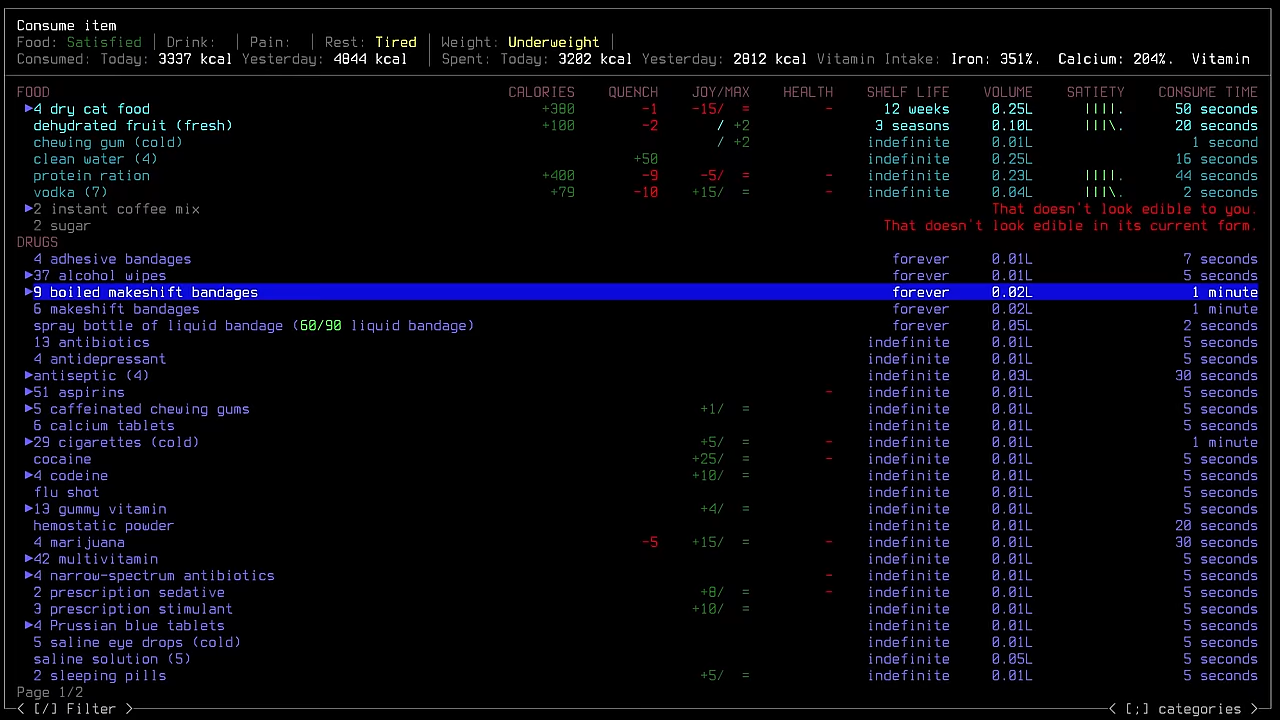 Consume item
Food: Satisfied │ Drink: │ Pain: │ Rest: Tired │ Weight: Underweight │
Consumed: Today: 3337 kcal Yesterday: 4844 kcal │ Spent: Today: 3202 kcal Yesterday: 2812 kcal Vitamin Intake: Iron: 351%. Calcium: 204%. Vitamin
FOOD CALORIES QUENCH JOY/MAX HEALTH SHELF LIFE VOLUME SATIETY CONSUME TIME
▶4 dry cat food +380 -1 -15/ = - 12 weeks 0.25L ||||. 50 seconds
dehydrated fruit (fresh) +100 -2 / +2 3 seasons 0.10L |||\. 20 seconds
chewing gum (cold) / +2 indefinite 0.01L 1 second
clean water (4) +50 indefinite 0.25L 16 seconds
protein ration +400 -9 -5/ = - indefinite 0.23L ||||. 44 seconds
vodka (7) +79 -10 +15/ = - indefinite 0.04L |||\. 2 seconds
▶2 instant coffee mix That doesn't look edible to you.
2 sugar That doesn't look edible in its current form.
DRUGS
4 adhesive bandages forever 0.01L 7 seconds
▶37 alcohol wipes forever 0.01L 5 seconds
▶9 boiled makeshift bandages forever 0.02L 1 minute
6 makeshift bandages forever 0.02L 1 minute
spray bottle of liquid bandage (60/90 liquid bandage) forever 0.05L 2 seconds
13 antibiotics indefinite 0.01L 5 seconds
4 antidepressant indefinite 0.01L 5 seconds
▶antiseptic (4) indefinite 0.03L 30 seconds
▶51 aspirins - indefinite 0.01L 5 seconds
▶5 caffeinated chewing gums +1/ = indefinite 0.01L 5 seconds
6 calcium tablets indefinite 0.01L 5 seconds
▶29 cigarettes (cold) +5/ = - indefinite 0.01L 1 minute
cocaine +25/ = - indefinite 0.01L 5 seconds
▶4 codeine +10/ = indefinite 0.01L 5 seconds
flu shot indefinite 0.01L 5 seconds
▶13 gummy vitamin +4/ = indefinite 0.01L 5 seconds
hemostatic powder indefinite 0.01L 20 seconds
4 marijuana -5 +15/ = - indefinite 0.01L 30 seconds
▶42 multivitamin indefinite 0.01L 5 seconds
▶4 narrow-spectrum antibiotics - indefinite 0.01L 5 seconds
2 prescription sedative +8/ = - indefinite 0.01L 5 seconds
3 prescription stimulant +10/ = indefinite 0.01L 5 seconds
▶4 Prussian blue tablets indefinite 0.01L 5 seconds
5 saline eye drops (cold) indefinite 0.01L 5 seconds
saline solution (5) indefinite 0.05L 5 seconds
2 sleeping pills +5/ = indefinite 0.01L 5 seconds
Page 1/2
< [/] Filter > < [;] categories >